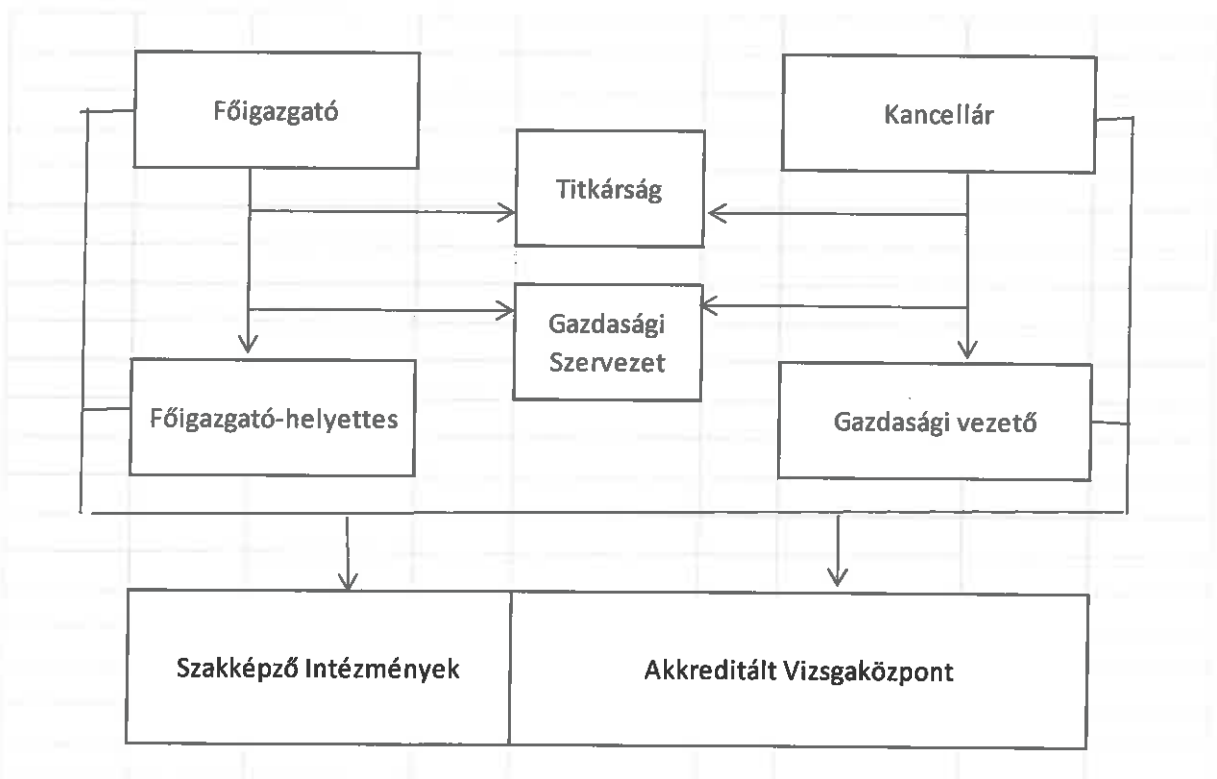 Főigazgató
Kancellár
Titkárság
Gazdasági
Szervezet
Főigazgató-helyettes
Gazdasági vezető
Szakképző Intézmények
Akkreditált Vizsgaközpont